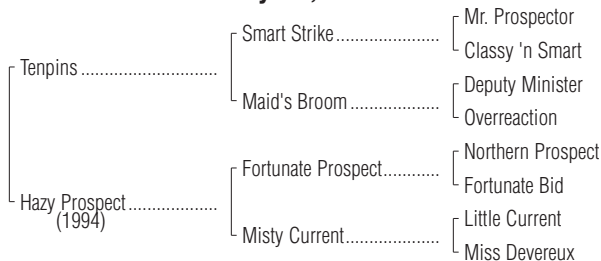 Mr. Prospector
Smart Strike....................
Classy 'n Smart
Tenpins ...........................
Deputy Minister
Maid's Broom ..................
Overreaction
Northern Prospect
Fortunate Prospect...........
Fortunate Bid
Hazy Prospect..................
(1994)
Little Current
Misty Current..................
Miss Devereux